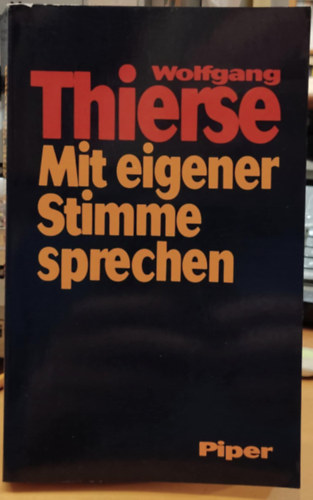 Wolfgang
Thierse
Mit eigener
Stimme
sprechen
Piper